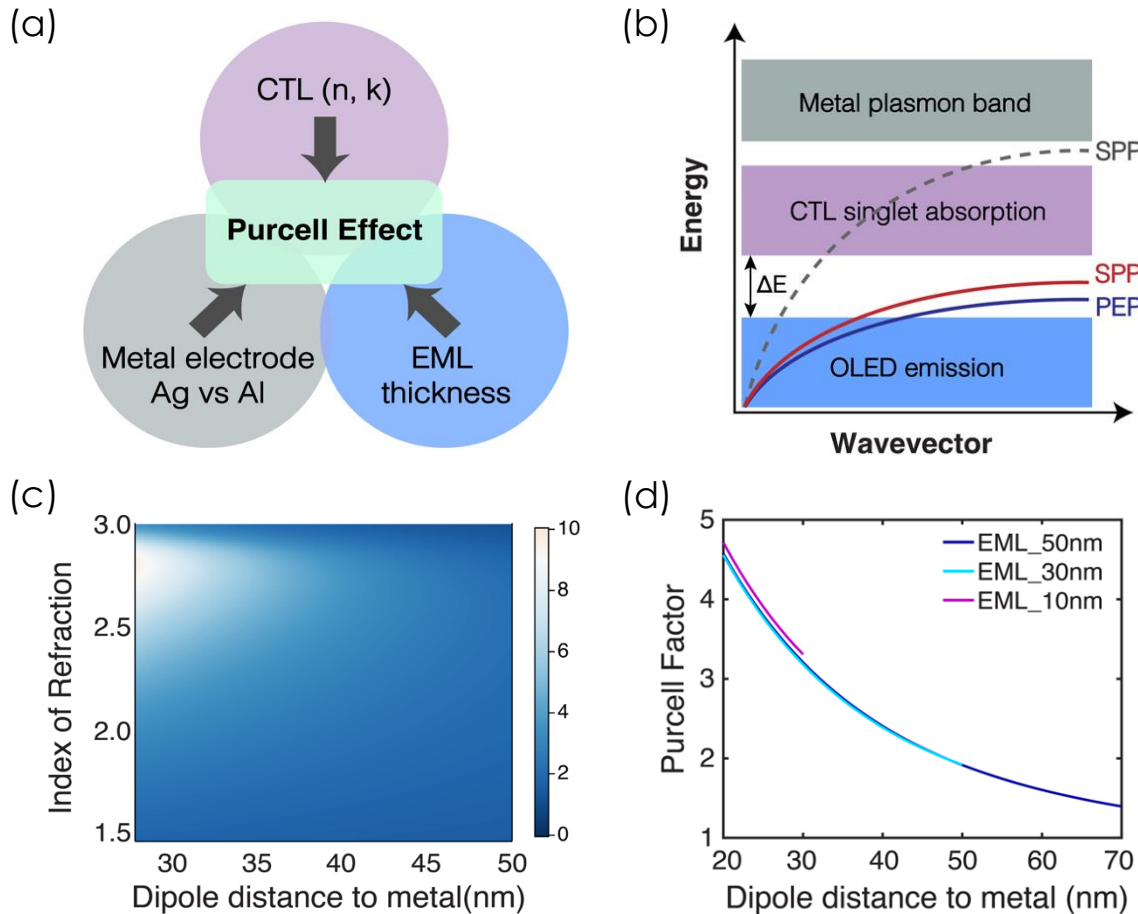 (a)
CTL (n, k)
Purcell Effect
Metal electrode
Ag vs Al
EML
thickness
(b)
Energy
Metal plasmon band
SPP
CTL singlet absorption
ΔE
SPP
PEP
OLED emission
Wavevector
(c)
Index of Refraction
3.0
2.5
2.0
1.5
30 35 40 45 50
Dipole distance to metal(nm)
10
8
6
4
2
0
(d)
Purcell Factor
5
4
3
2
1
EML_50nm
EML_30nm
EML_10nm
20 30 40 50 60 70
Dipole distance to metal (nm)